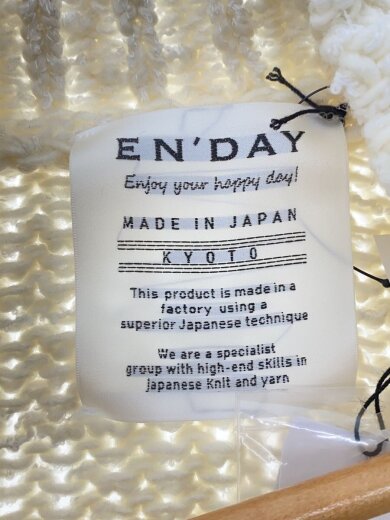 EN'DAY
Enjoy your happy day!
MADE IN JAPAN
KYOTO
This product is made in a
factory using a
superior Japanese technique
We are a specialist
group with high-end skills in
japanese Knit and yarn